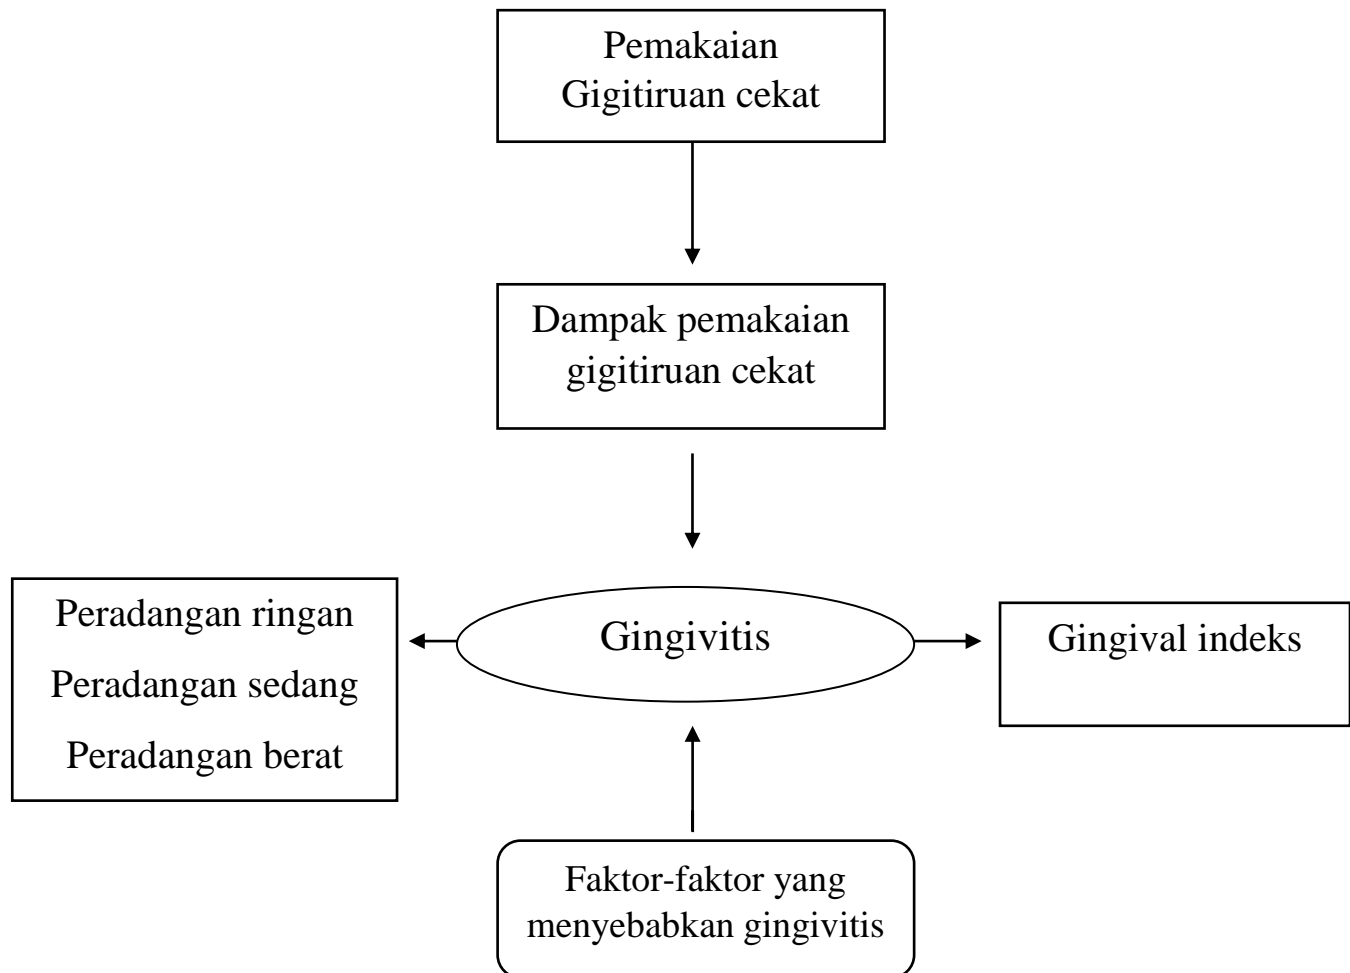 Pemakaian
Gigitiruan cekat
Dampak pemakaian
gigitiruan cekat
Peradangan ringan
Peradangan sedang
Peradangan berat
Gingivitis
Gingival indeks
Faktor-faktor yang
menyebabkan gingivitis